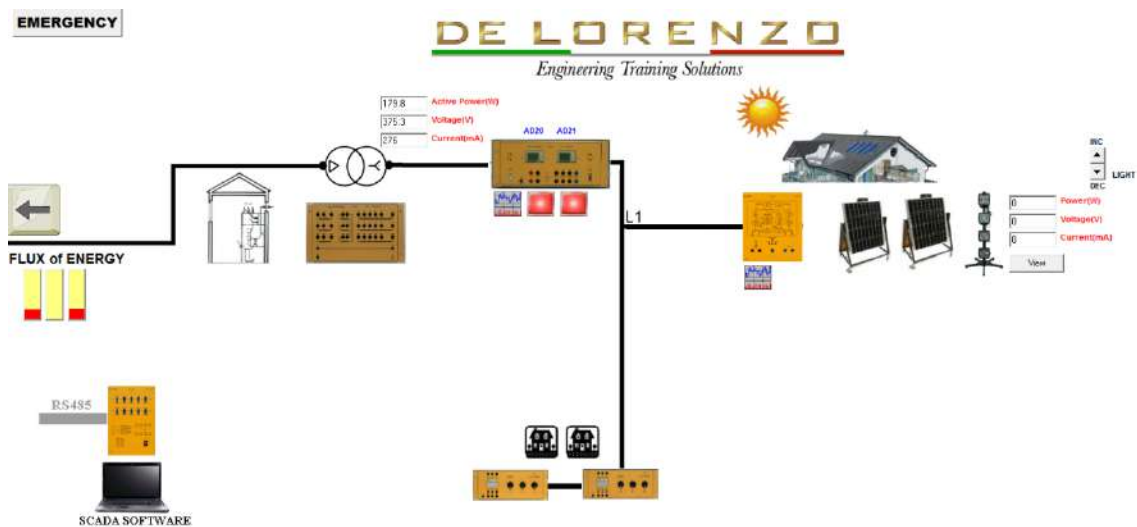 EMERGENCY
DE LORENZO
Engineering Training Solutions
179.8 Active Power(W)
375.3 Voltage(V)
276 Current(mA)
AD20 AD21
INC
LIGHT
DEC
0 Power(W)
0 Voltage(V)
0 Current(mA)
View
L1
FLUX of ENERGY
RS485
SCADA SOFTWARE